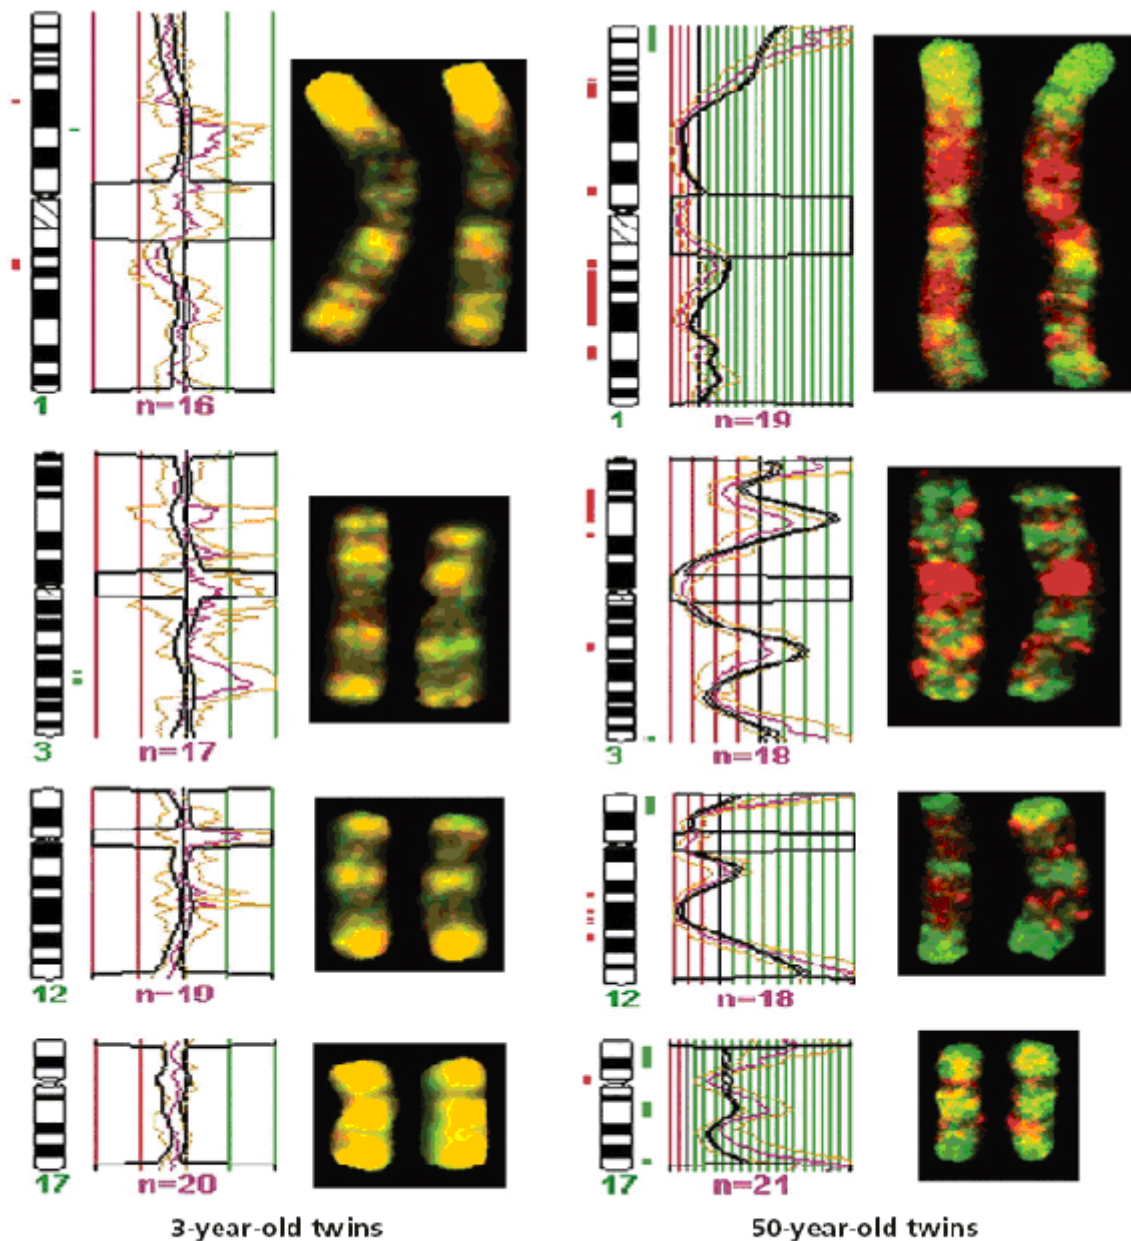 1 n=16 1 n=19
3 n=17 3 n=18
12 n=19 12 n=18
17 n=20 17 n=21
3-year-old twins 50-year-old twins